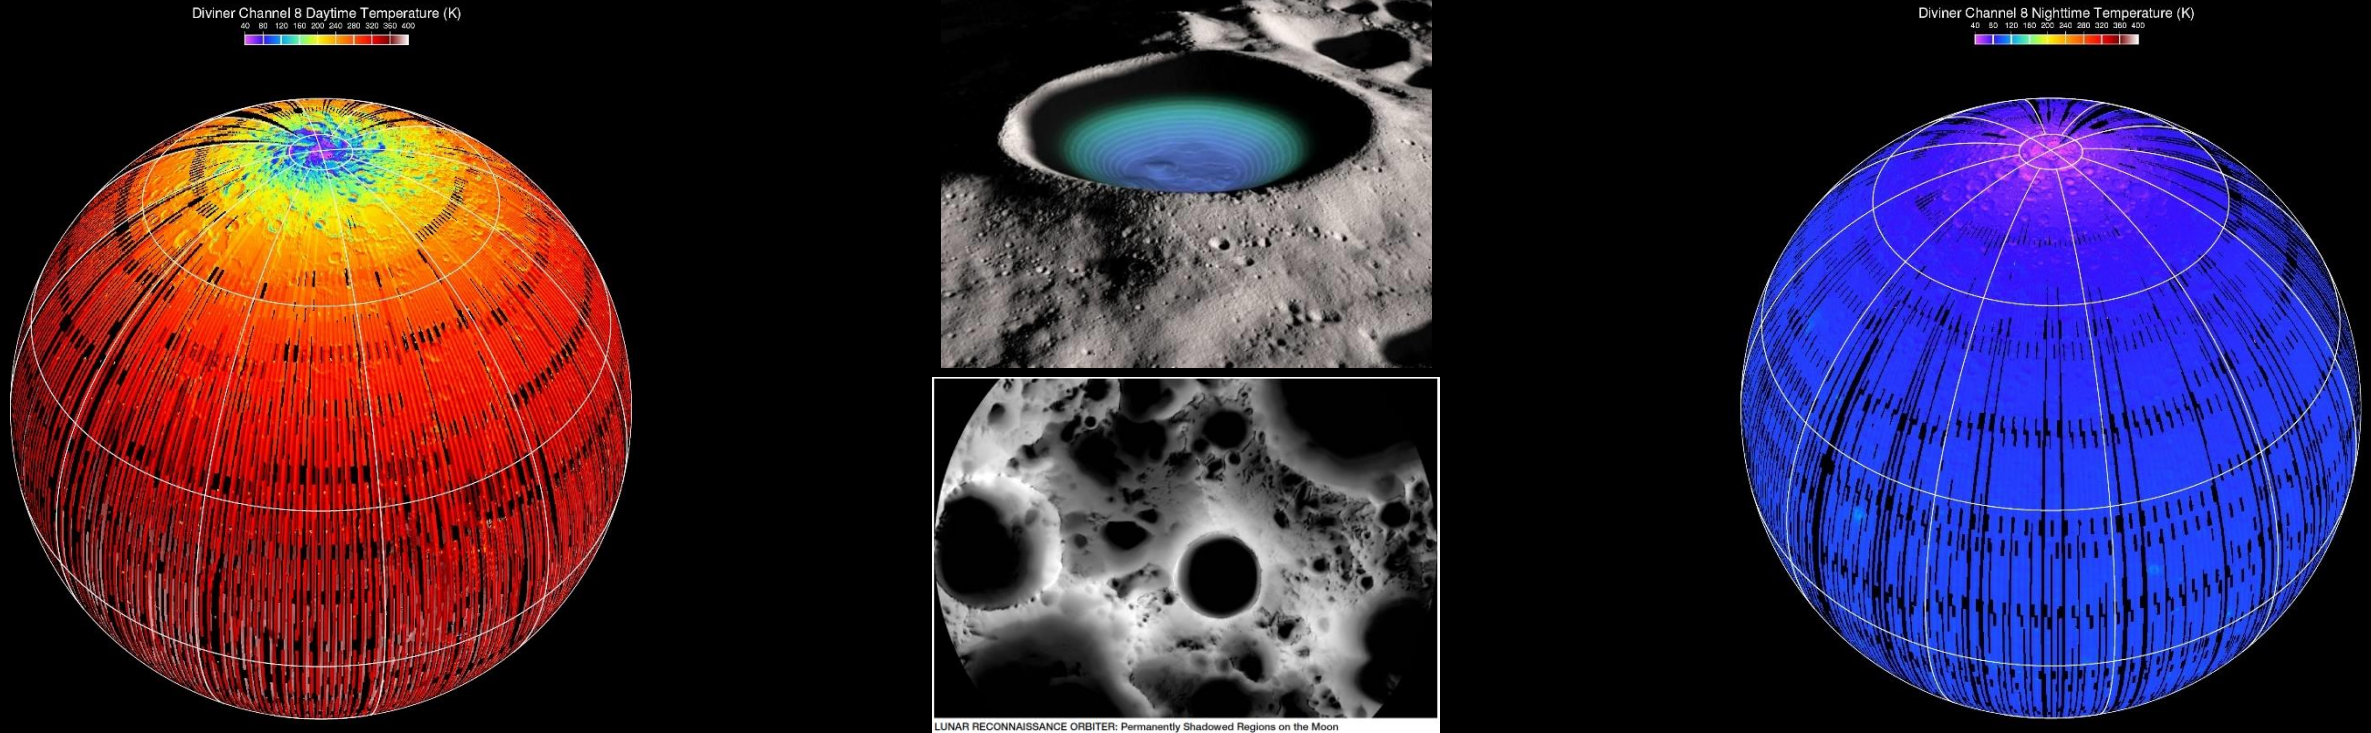 Diviner Channel 8 Daytime Temperature (K)
40 80 120 160 200 240 280 320 360 400
Diviner Channel 8 Nighttime Temperature (K)
40 80 120 160 200 240 280 320 360 400
LUNAR RECONNAISSANCE ORBITER: Permanently Shadowed Regions on the Moon